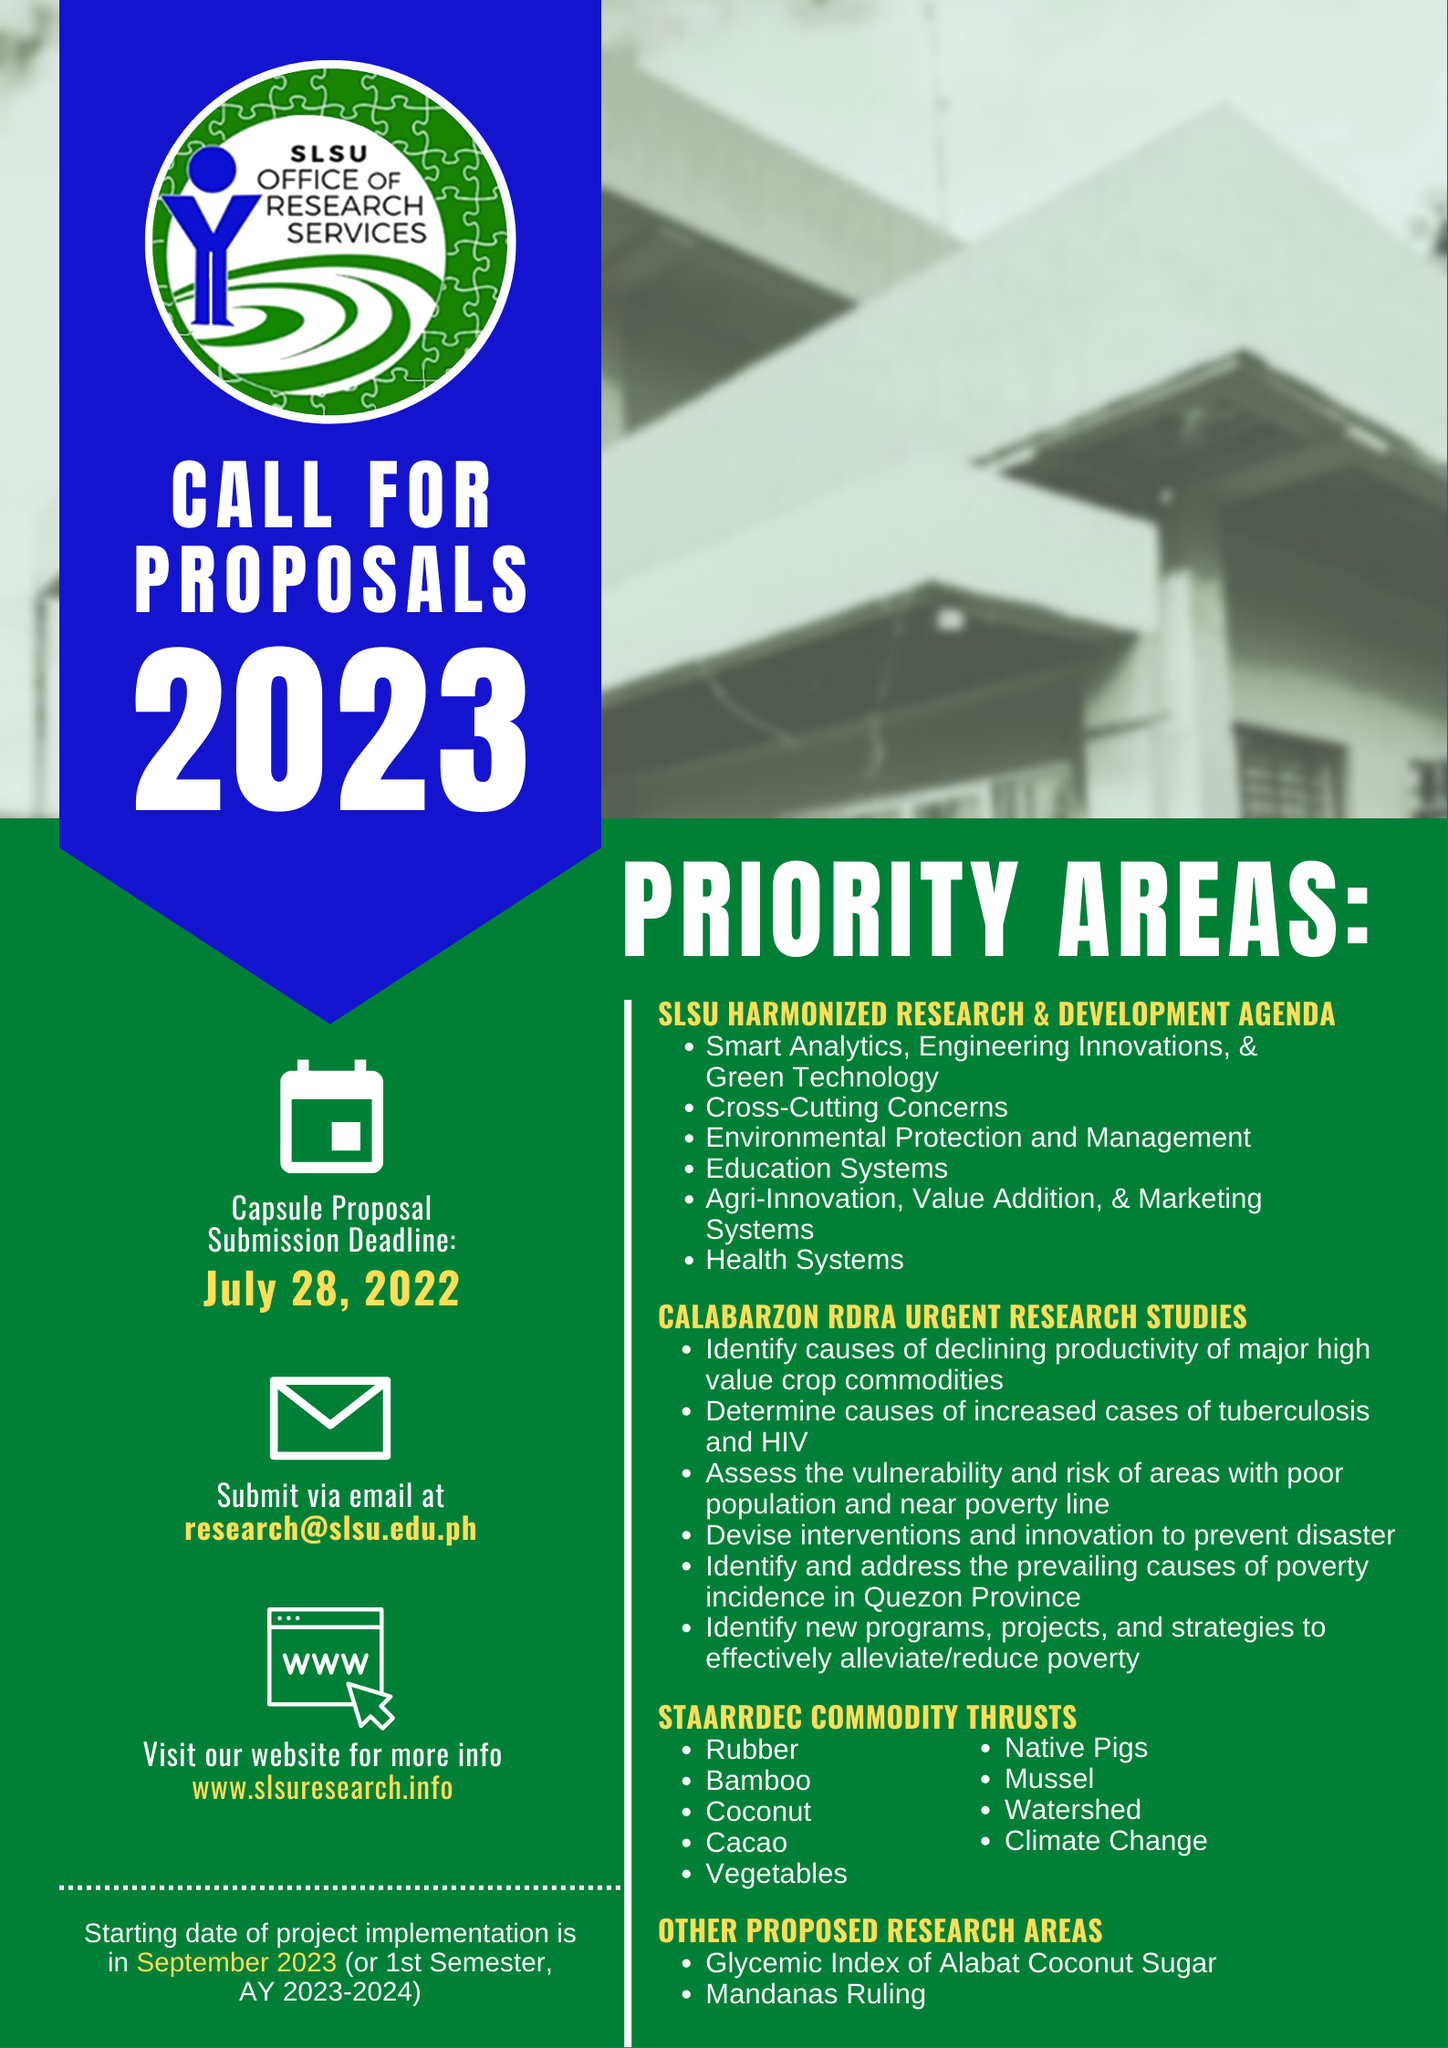 SLSU
OFFICE OF
RESEARCH
SERVICES
CALL FOR
PROPOSALS
2023
Capsule Proposal
Submission Deadline:
July 28, 2022
Submit via email at
research@slsu.edu.ph
www
Visit our website for more info
www.slsuresearch.info
Starting date of project implementation is
in September 2023 (or 1st Semester,
AY 2023-2024)
PRIORITY AREAS:
SLSU HARMONIZED RESEARCH & DEVELOPMENT AGENDA
• Smart Analytics, Engineering Innovations, &
Green Technology
• Cross-Cutting Concerns
• Environmental Protection and Management
• Education Systems
• Agri-Innovation, Value Addition, & Marketing
Systems
• Health Systems
CALABARZON RDRA URGENT RESEARCH STUDIES
• Identify causes of declining productivity of major high
value crop commodities
• Determine causes of increased cases of tuberculosis
and HIV
• Assess the vulnerability and risk of areas with poor
population and near poverty line
• Devise interventions and innovation to prevent disaster
• Identify and address the prevailing causes of poverty
incidence in Quezon Province
• Identify new programs, projects, and strategies to
effectively alleviate/reduce poverty
STAARRDEC COMMODITY THRUSTS
• Rubber
• Bamboo
• Coconut
• Cacao
• Vegetables
• Native Pigs
• Mussel
• Watershed
• Climate Change
OTHER PROPOSED RESEARCH AREAS
• Glycemic Index of Alabat Coconut Sugar
• Mandanas Ruling